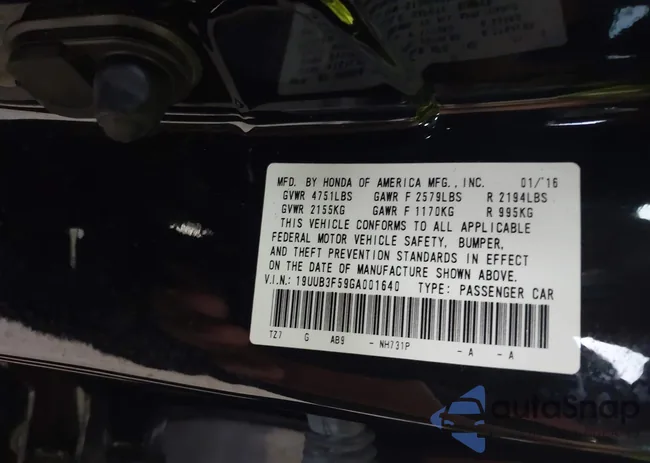 MFD. BY HONDA OF AMERICA MFG., INC. 01/'16
GVWR 4751LBS GAWR F 2579LBS R 2194LBS
GVWR 2155KG GAWR F 1170KG R 995KG
THIS VEHICLE CONFORMS TO ALL APPLICABLE
FEDERAL MOTOR VEHICLE SAFETY, BUMPER,
AND THEFT PREVENTION STANDARDS IN EFFECT
ON THE DATE OF MANUFACTURE SHOWN ABOVE.
V.I.N.: 19UUB3F59GA001640 TYPE: PASSENGER CAR
TZ7 G AB9 - NH731P - A - A
autoSnap